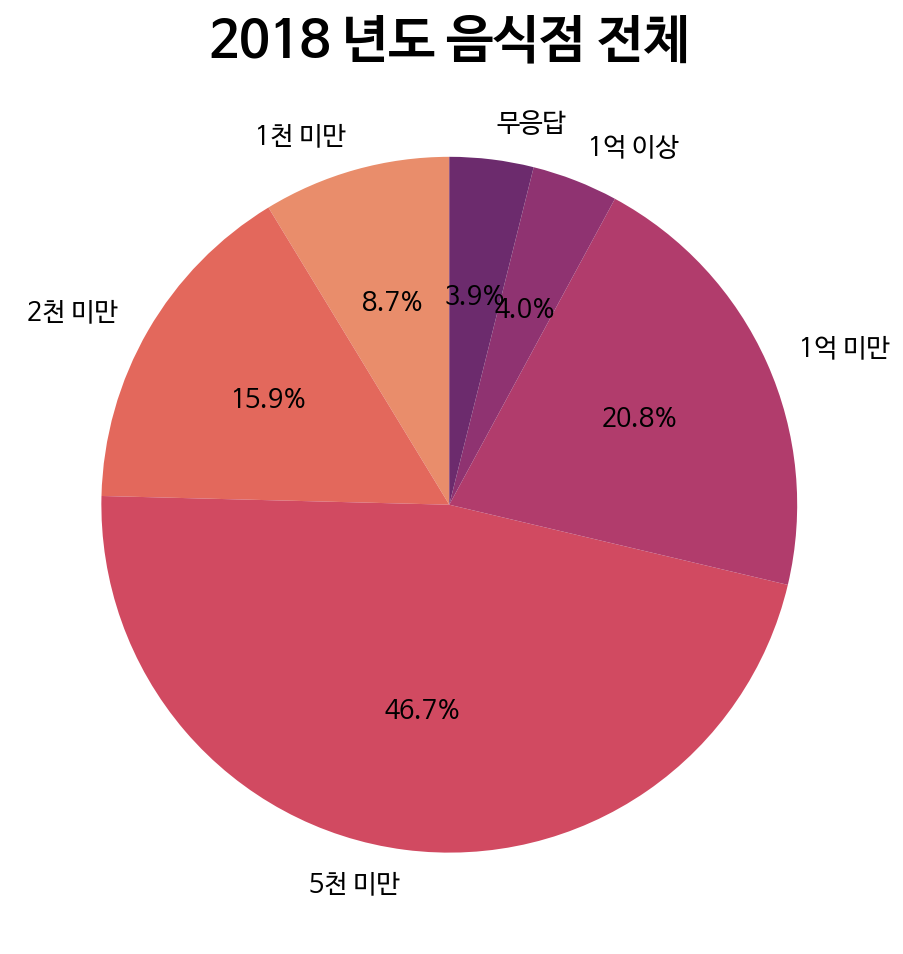 2018 년도 음식점 전체
무응답
1천 미만
1억 이상
3.9%
8.7%
4.0%
2천 미만
1억 미만
15.9%
20.8%
46.7%
5천 미만